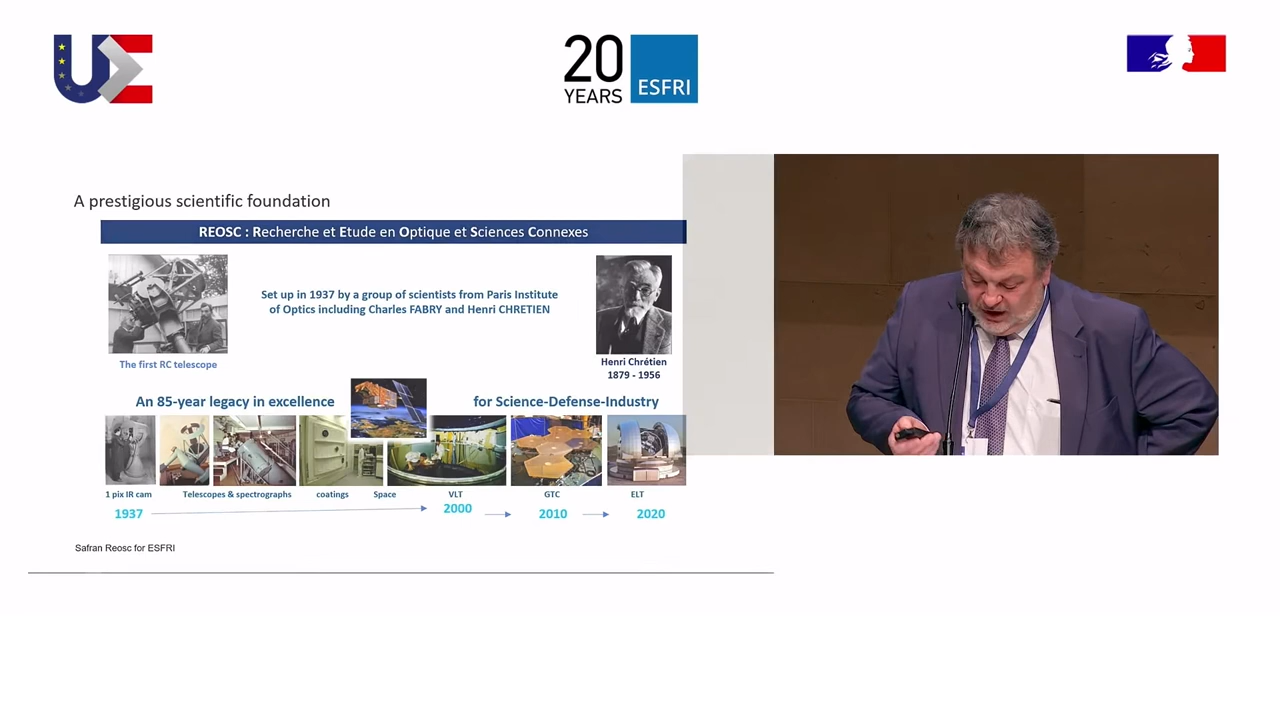 UE
20
YEARS
ESFRI
A prestigious scientific foundation
REOSC : Recherche et Etude en Optique et Sciences Connexes
Set up in 1937 by a group of scientists from Paris Institute
of Optics including Charles FABRY and Henri CHRETIEN
The first RC telescope
Henri Chrétien
1879 - 1956
An 85-year legacy in excellence
for Science-Defense-Industry
1 pix IR cam
Telescopes & spectrographs
coatings
Space
VLT
GTC
ELT
1937
2000
2010
2020
Safran Reosc for ESFRI